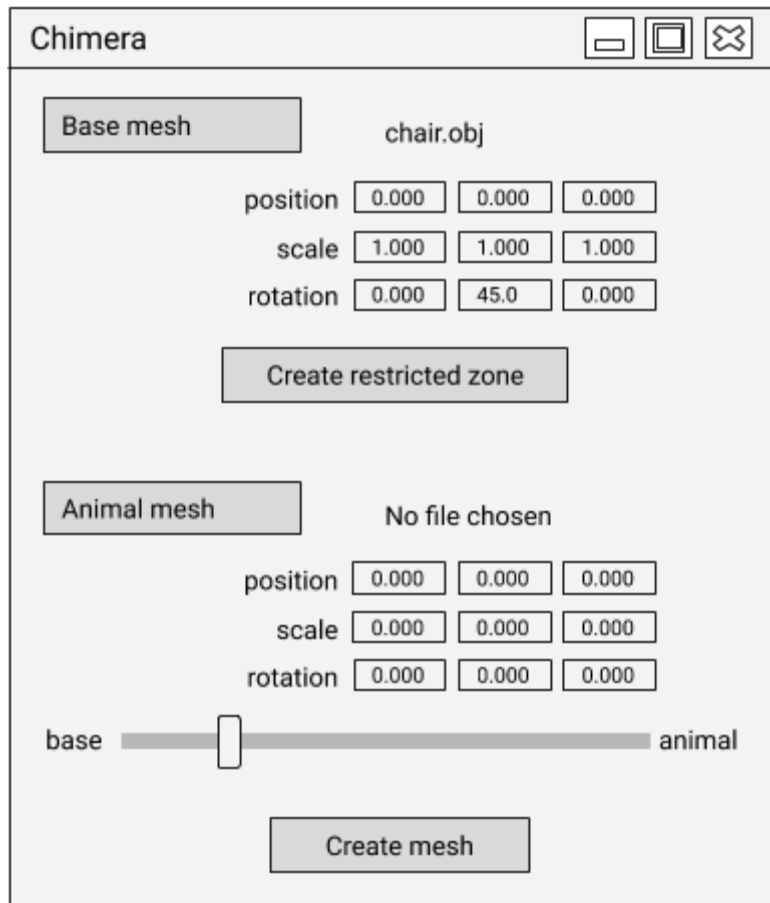 Chimera
Base mesh chair.obj
position 0.000 0.000 0.000
scale 1.000 1.000 1.000
rotation 0.000 45.0 0.000
Create restricted zone
Animal mesh No file chosen
position 0.000 0.000 0.000
scale 0.000 0.000 0.000
rotation 0.000 0.000 0.000
base animal
Create mesh